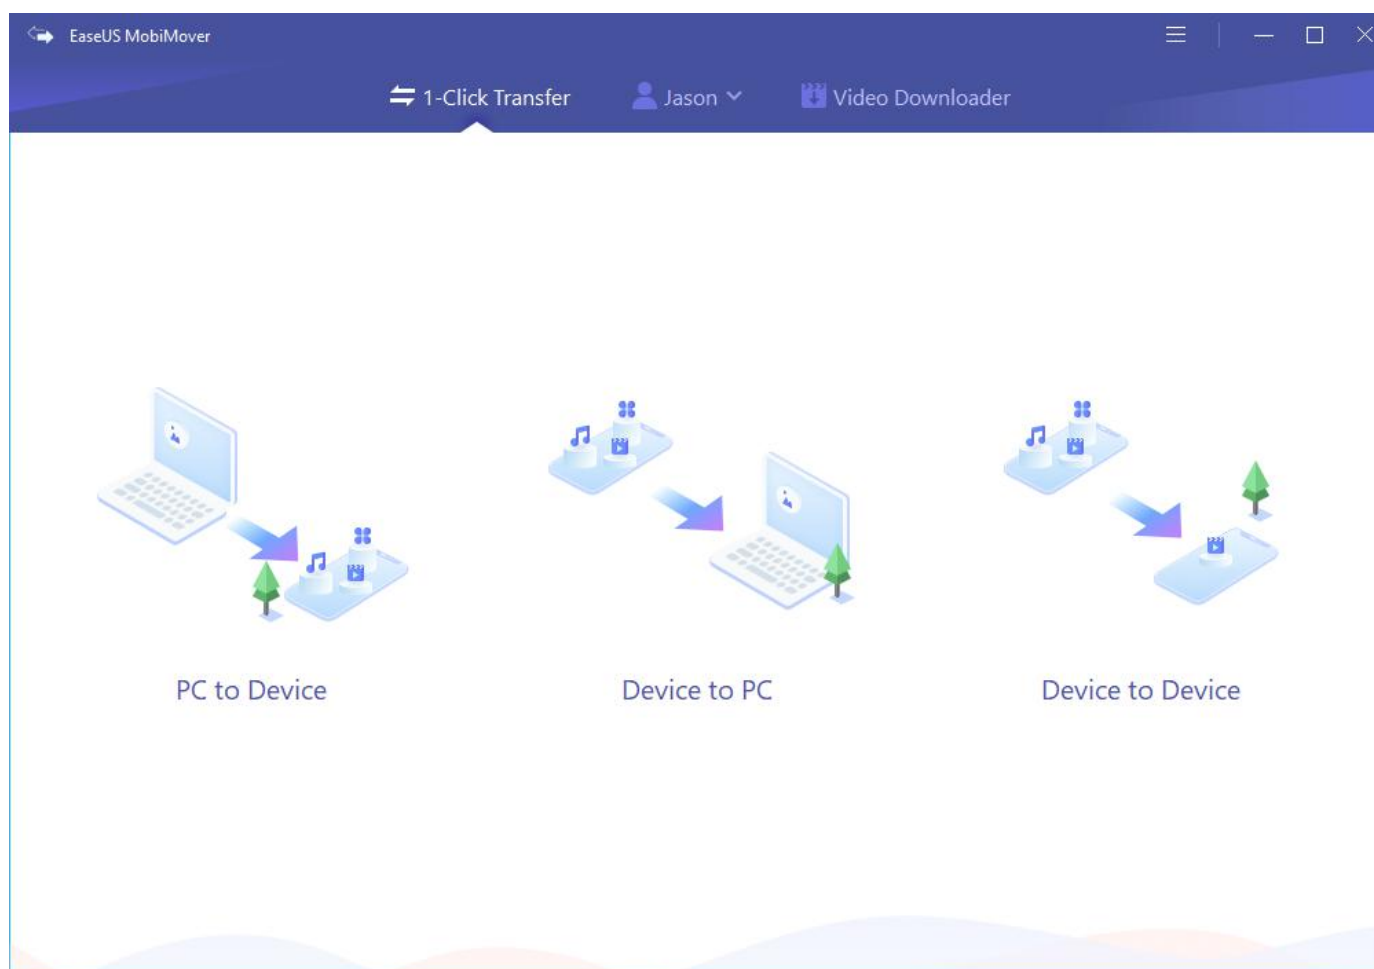 EaseUS MobiMover
1-Click Transfer
Jason
Video Downloader
PC to Device
Device to PC
Device to Device